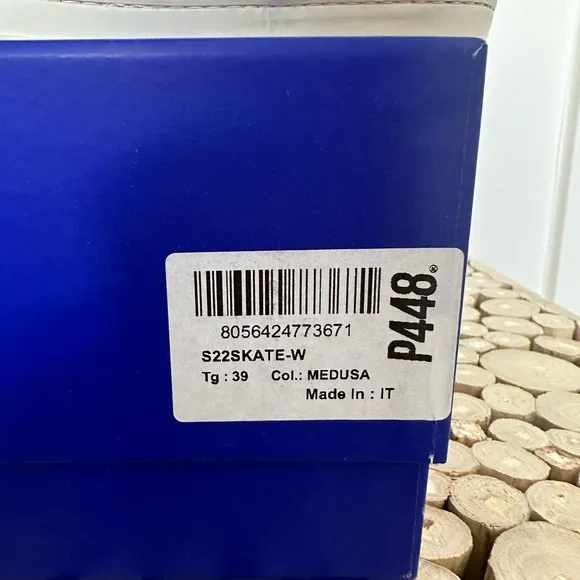 8056424773671
S22SKATE-W
Tg : 39 Col.: MEDUSA
Made In : IT
P448®